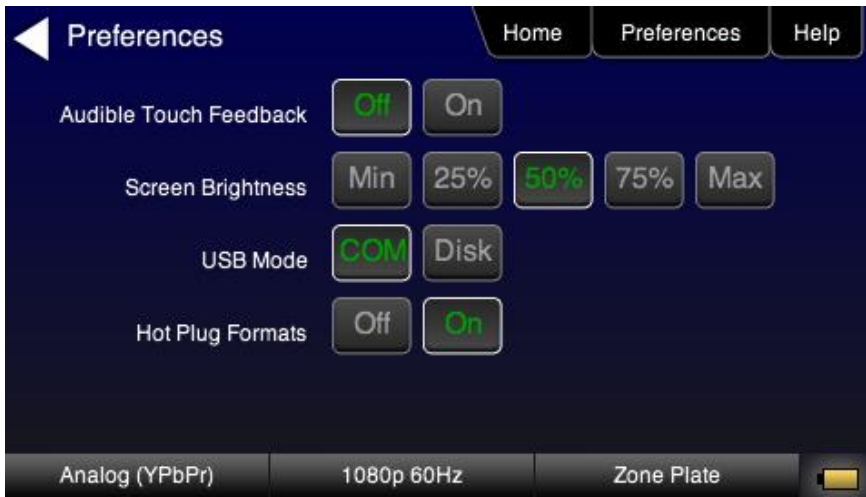 Preferences Home Preferences Help
Audible Touch Feedback Off On
Screen Brightness Min 25% 50% 75% Max
USB Mode COM Disk
Hot Plug Formats Off On
Analog (YPbPr) 1080p 60Hz Zone Plate